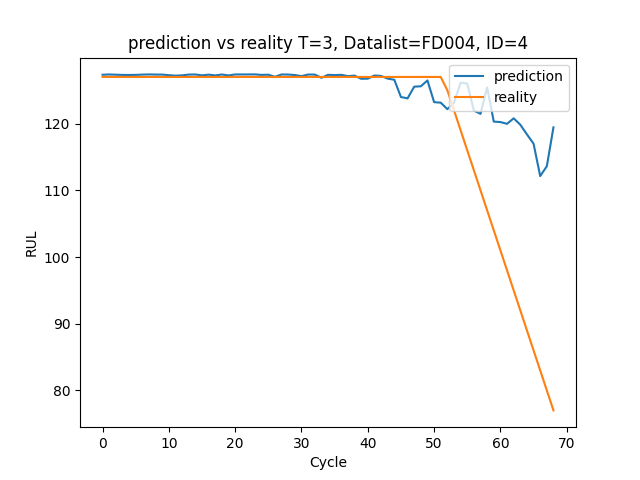 prediction vs reality T=3, Datalist=FD004, ID=4
prediction
reality
120
110
100
90
80
RUL
0 10 20 30 40 50 60 70
Cycle